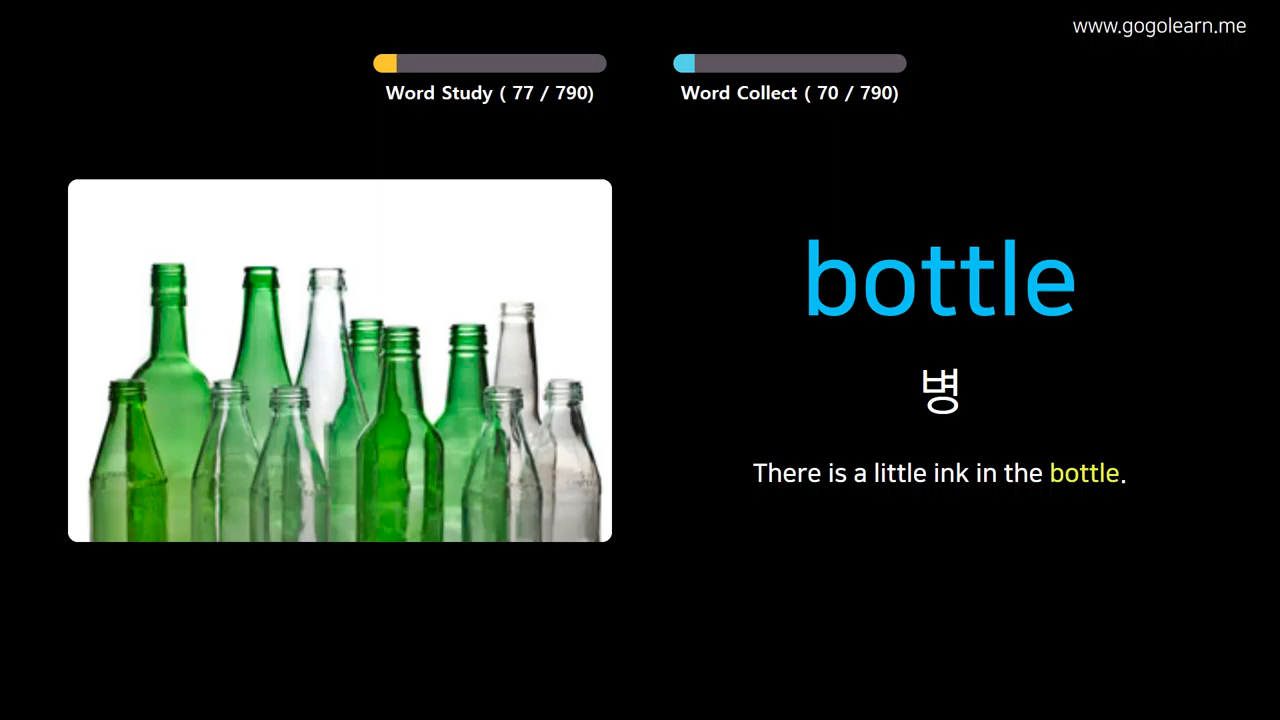 www.gogolearn.me
Word Study ( 77 / 790)
Word Collect ( 70 / 790)
bottle
병
There is a little ink in the bottle.